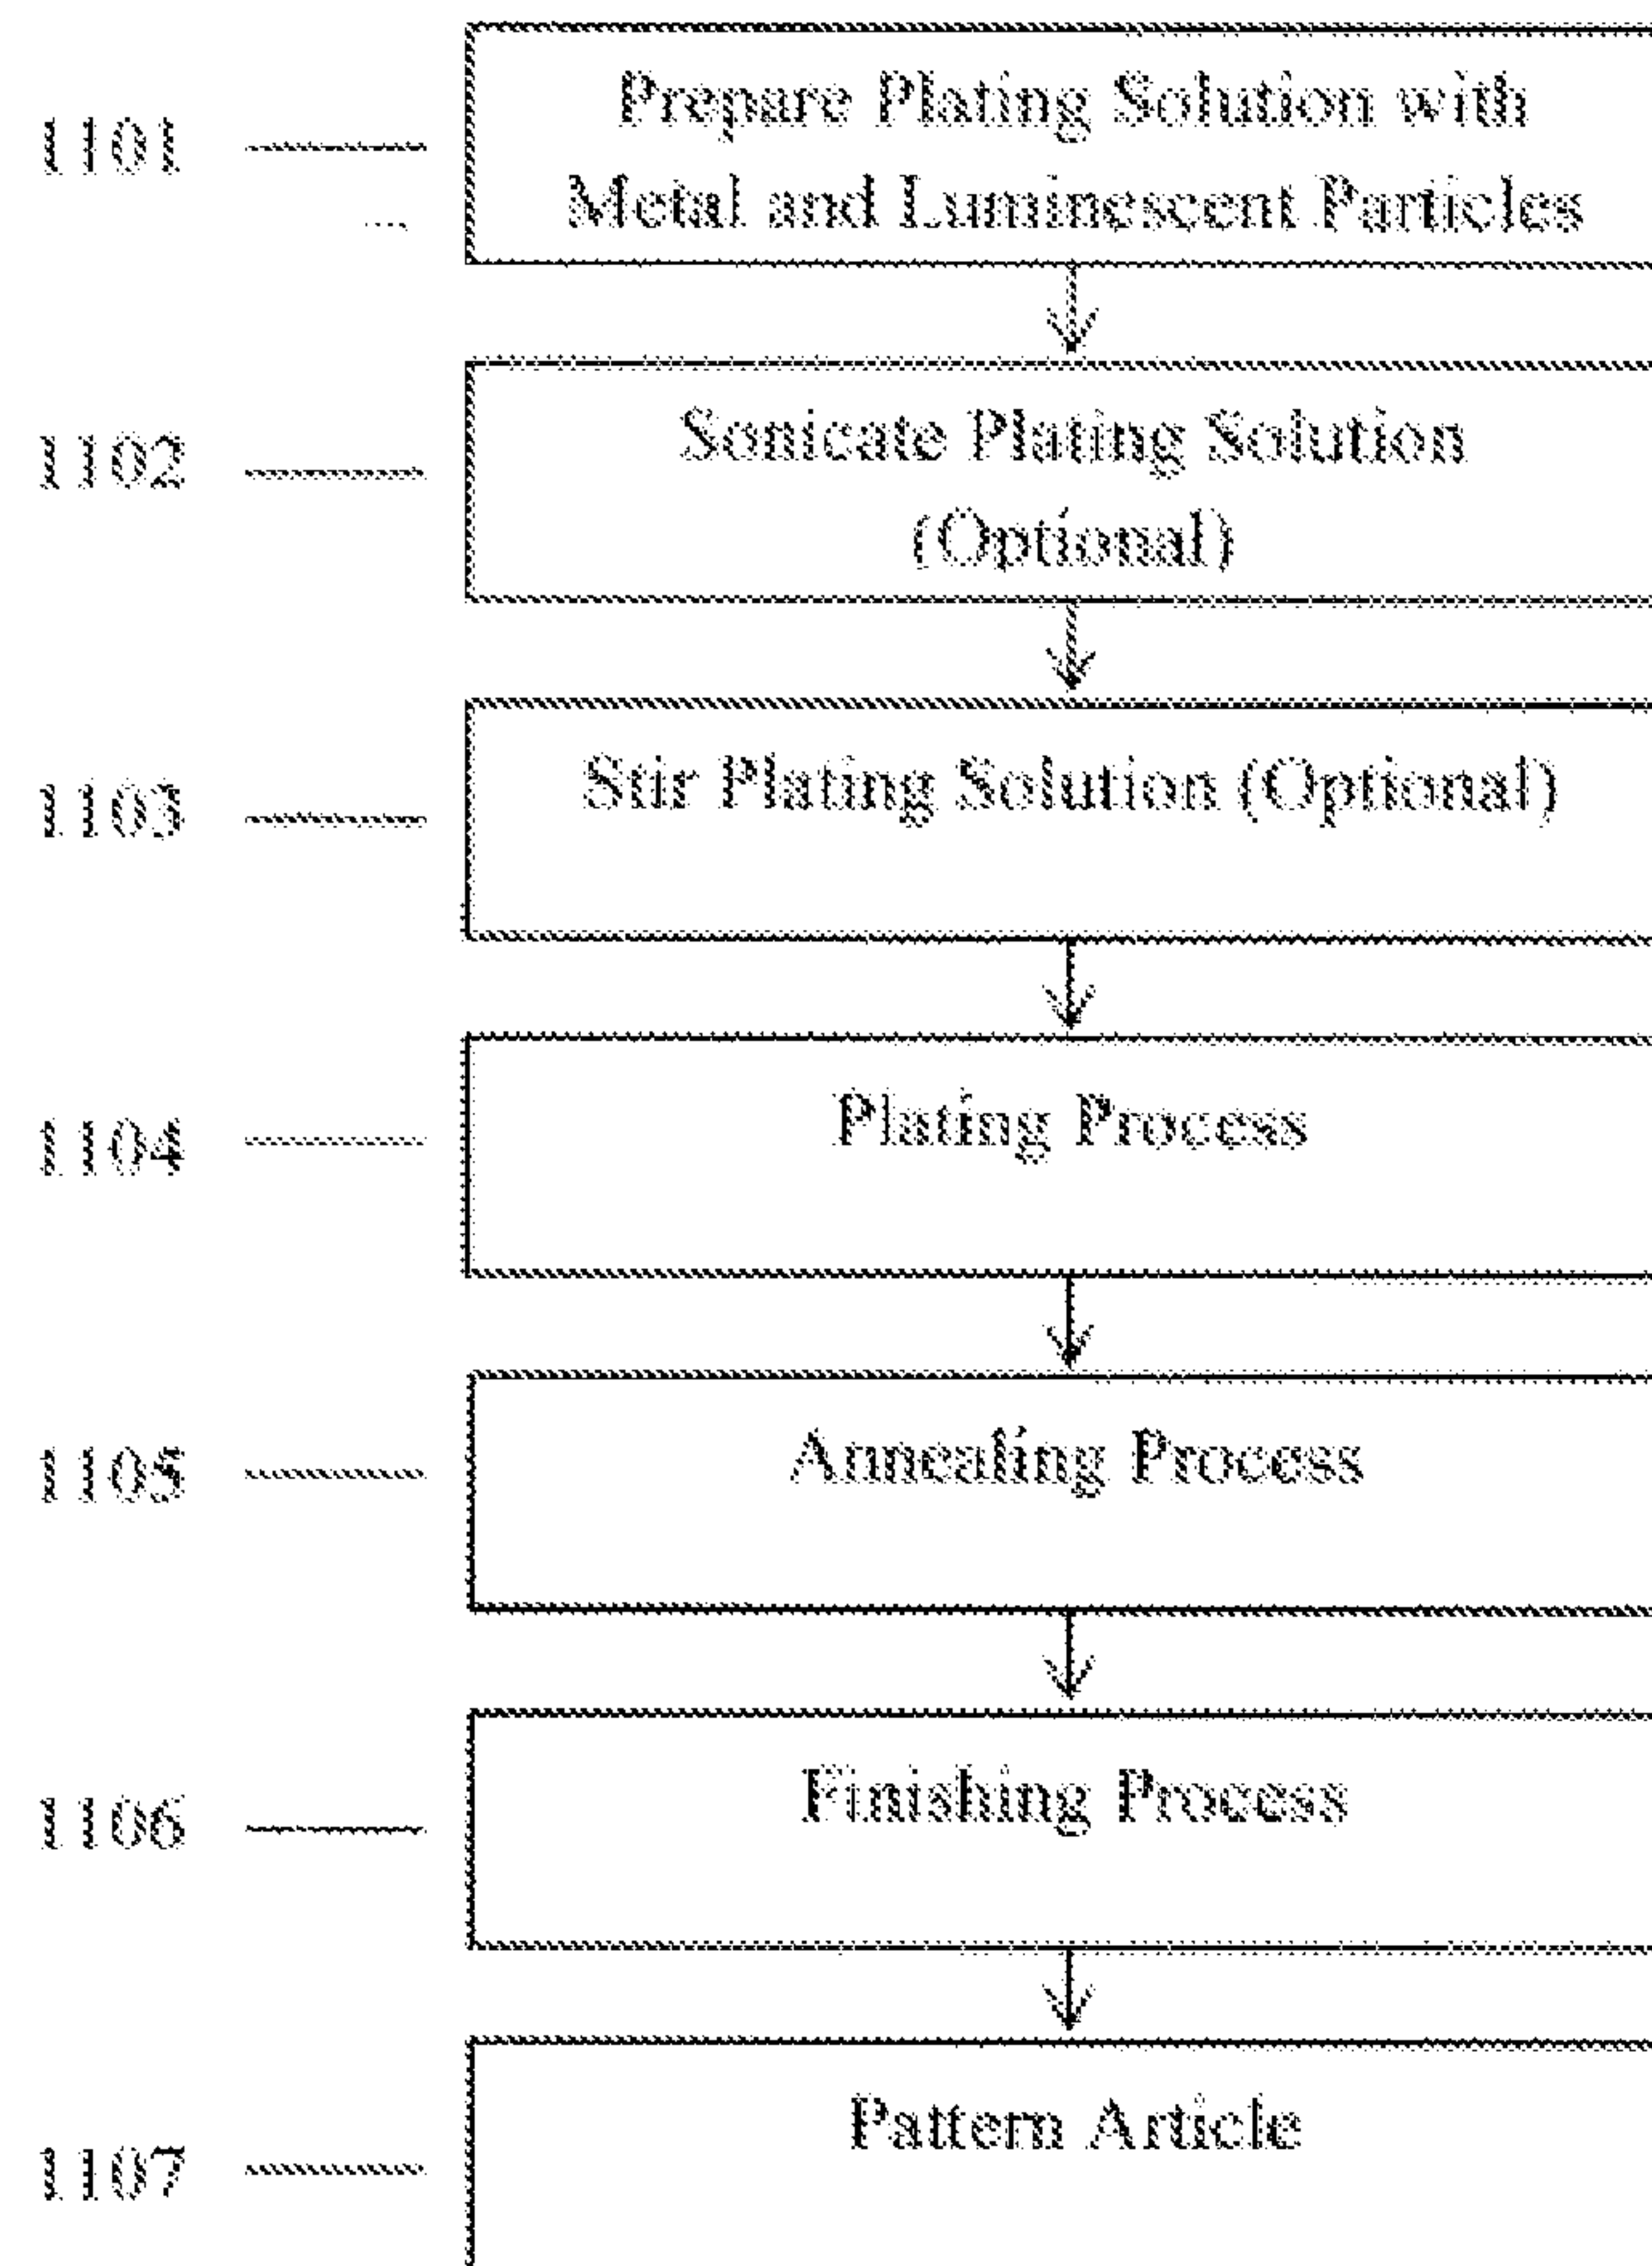 1101
Prepare Plating Solution with
Metal and Luminescent Particles
1102
Sonicate Plating Solution
(Optional)
1103
Stir Plating Solution (Optional)
1104
Plating Process
1105
Annealing Process
1106
Finishing Process
1107
Pattern Article